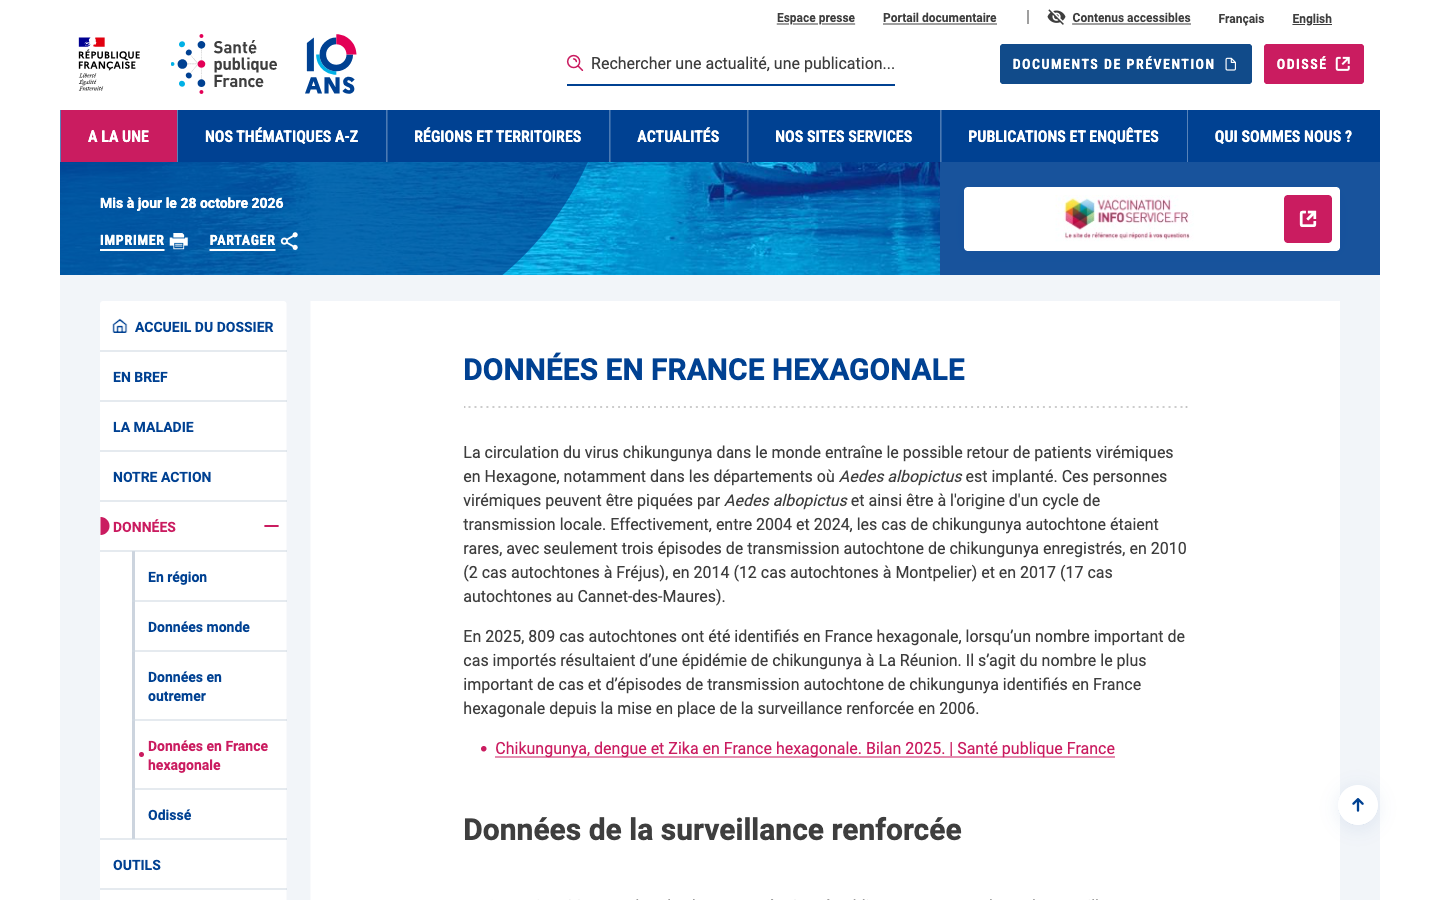 Espace presse
Portail documentaire
Contenus accessibles
Français
English
RÉPUBLIQUE
FRANÇAISE
Liberté
Égalité
Fraternité
Santé
publique
France
10
ANS
Rechercher une actualité, une publication...
DOCUMENTS DE PRÉVENTION
ODISSÉ
A LA UNE
NOS THÉMATIQUES A-Z
RÉGIONS ET TERRITOIRES
ACTUALITÉS
NOS SITES SERVICES
PUBLICATIONS ET ENQUÊTES
QUI SOMMES NOUS ?
Mis à jour le 28 octobre 2026
IMPRIMER
PARTAGER
VACCINATION
INFOSERVICE.FR
Le site de référence qui répond à vos questions
ACCUEIL DU DOSSIER
EN BREF
LA MALADIE
NOTRE ACTION
DONNÉES
En région
Données monde
Données en
outremer
Données en France
hexagonale
Odissé
OUTILS
DONNÉES EN FRANCE HEXAGONALE
La circulation du virus chikungunya dans le monde entraîne le possible retour de patients virémiques
en Hexagone, notamment dans les départements où Aedes albopictus est implanté. Ces personnes
virémiques peuvent être piquées par Aedes albopictus et ainsi être à l'origine d'un cycle de
transmission locale. Effectivement, entre 2004 et 2024, les cas de chikungunya autochtone étaient
rares, avec seulement trois épisodes de transmission autochtone de chikungunya enregistrés, en 2010
(2 cas autochtones à Fréjus), en 2014 (12 cas autochtones à Montpelier) et en 2017 (17 cas
autochtones au Cannet-des-Maures).
En 2025, 809 cas autochtones ont été identifiés en France hexagonale, lorsqu’un nombre important de
cas importés résultaient d’une épidémie de chikungunya à La Réunion. Il s’agit du nombre le plus
important de cas et d’épisodes de transmission autochtone de chikungunya identifiés en France
hexagonale depuis la mise en place de la surveillance renforcée en 2006.
• Chikungunya, dengue et Zika en France hexagonale. Bilan 2025. | Santé publique France
Données de la surveillance renforcée